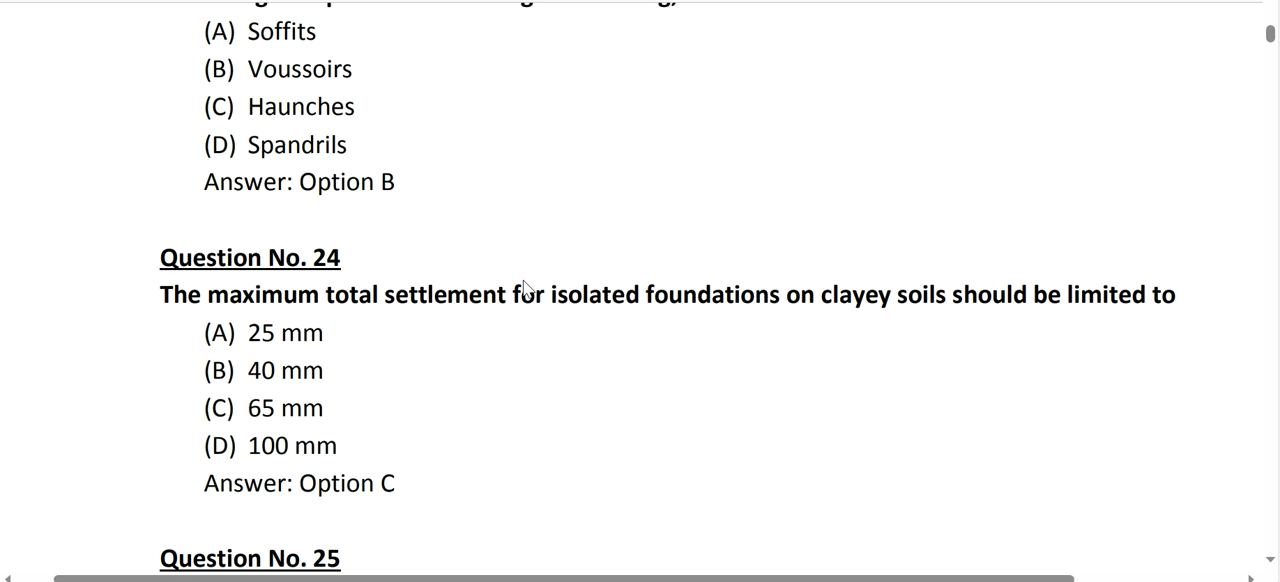 (A) Soffits
(B) Voussoirs
(C) Haunches
(D) Spandrils
Answer: Option B
Question No. 24
The maximum total settlement for isolated foundations on clayey soils should be limited to
(A) 25 mm
(B) 40 mm
(C) 65 mm
(D) 100 mm
Answer: Option C
Question No. 25